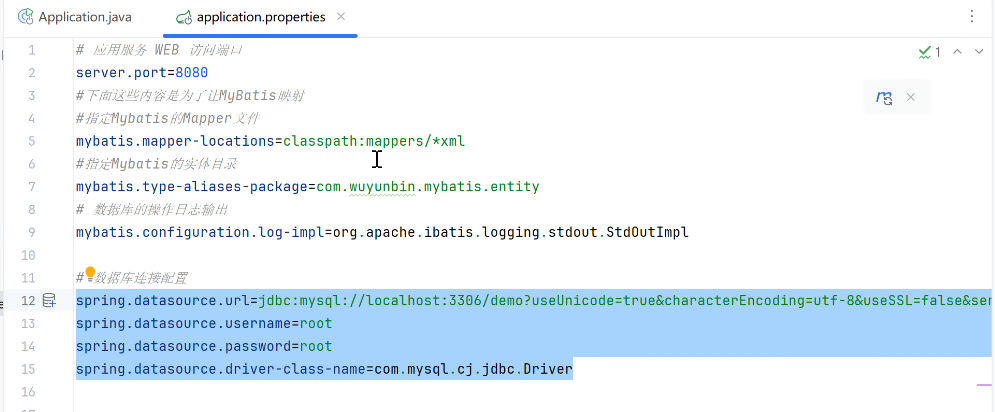 Application.java
application.properties
1 # 应用服务 WEB 访问端口
1
2 server.port=8080
3 #下面这些内容是为了让MyBatis映射
4 #指定Mybatis的Mapper文件
5 mybatis.mapper-locations=classpath:mappers/*xml
6 #指定Mybatis的实体目录
7 mybatis.type-aliases-package=com.wuyunbin.mybatis.entity
8 # 数据库的操作日志输出
9 mybatis.configuration.log-impl=org.apache.ibatis.logging.stdout.StdOutImpl
10
11 # 数据库连接配置
12 spring.datasource.url=jdbc:mysql://localhost:3306/demo?useUnicode=true&characterEncoding=utf-8&useSSL=false&ser
13 spring.datasource.username=root
14 spring.datasource.password=root
15 spring.datasource.driver-class-name=com.mysql.cj.jdbc.Driver
16